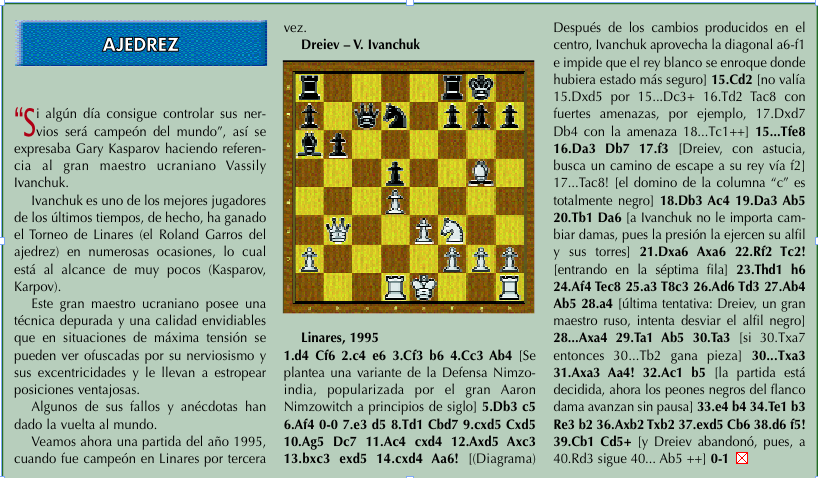 AJEDREZ
“Si algún día consigue controlar sus ner-
vios será campeón del mundo”, así se
expresaba Gary Kasparov haciendo referen-
cia al gran maestro ucraniano Vassily
Ivanchuk.
Ivanchuk es uno de los mejores jugadores
de los últimos tiempos, de hecho, ha ganado
el Torneo de Linares (el Roland Garros del
ajedrez) en numerosas ocasiones, lo cual
está al alcance de muy pocos (Kasparov,
Karpov).
Este gran maestro ucraniano posee una
técnica depurada y una calidad envidiables
que en situaciones de máxima tensión se
pueden ver ofuscadas por su nerviosismo y
sus excentricidades y le llevan a estropear
posiciones ventajosas.
Algunos de sus fallos y anécdotas han
dado la vuelta al mundo.
Veamos ahora una partida del año 1995,
cuando fue campeón en Linares por tercera
vez.
Dreiev – V. Ivanchuk
Linares, 1995
1.d4 Cf6 2.c4 e6 3.Cf3 b6 4.Cc3 Ab4 [Se
plantea una variante de la Defensa Nimzo-
india, popularizada por el gran Aaron
Nimzowitch a principios de siglo] 5.Db3 c5
6.Af4 0-0 7.e3 d5 8.Td1 Cbd7 9.cxd5 Cxd5
10.Ag5 Dc7 11.Ac4 cxd4 12.Axd5 Axc3
13.bxc3 exd5 14.cxd4 Aa6! [(Diagrama)
Después de los cambios producidos en el
centro, Ivanchuk aprovecha la diagonal a6-f1
e impide que el rey blanco se enroque donde
hubiera estado más seguro] 15.Cd2 [no valía
15.Dxd5 por 15...Dc3+ 16.Td2 Tac8 con
fuertes amenazas, por ejemplo, 17.Dxd7
Db4 con la amenaza 18...Tc1++] 15...Tfe8
16.Da3 Db7 17.f3 [Dreiev, con astucia,
busca un camino de escape a su rey vía f2]
17...Tac8! [el domino de la columna “c” es
totalmente negro] 18.Db3 Ac4 19.Da3 Ab5
20.Tb1 Da6 [a Ivanchuk no le importa cam-
biar damas, pues la presión la ejercen su alfil
y sus torres] 21.Dxa6 Axa6 22.Rf2 Tc2!
[entrando en la séptima fila] 23.Thd1 h6
24.Af4 Tec8 25.a3 T8c3 26.Ad6 Td3 27.Ab4
Ab5 28.a4 [última tentativa: Dreiev, un gran
maestro ruso, intenta desviar el alfil negro]
28...Axa4 29.Ta1 Ab5 30.Ta3 [si 30.Txa7
entonces 30...Tb2 gana pieza] 30...Txa3
31.Axa3 Aa4! 32.Ac1 b5 [la partida está
decidida, ahora los peones negros del flanco
dama avanzan sin pausa] 33.e4 b4 34.Te1 b3
Re3 b2 36.Axb2 Txb2 37.exd5 Cb6 38.d6 f5!
39.Cb1 Cd5+ [y Dreiev abandonó, pues, a
40.Rd3 sigue 40... Ab5 ++] 0-1